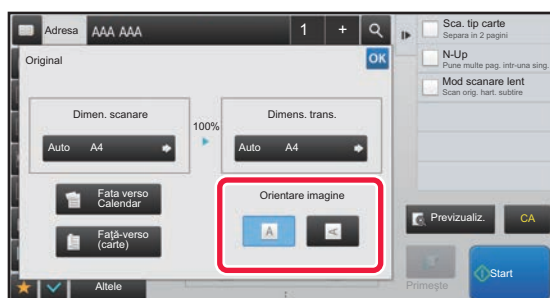 Adresa AAA AAA 1 +
Original OK
Dimen. scanare
Auto A4
100%
Dimens. trans.
Auto A4
Fata verso
Calendar
Față-verso
(carte)
Orientare imagine
A A
Altele
Sca. tip carte
Separa in 2 pagini
N-Up
Pune multe pag. intr-una sing.
Mod scanare lent
Scan orig. hart. subtire
Previzualiz. CA
Primește
Start